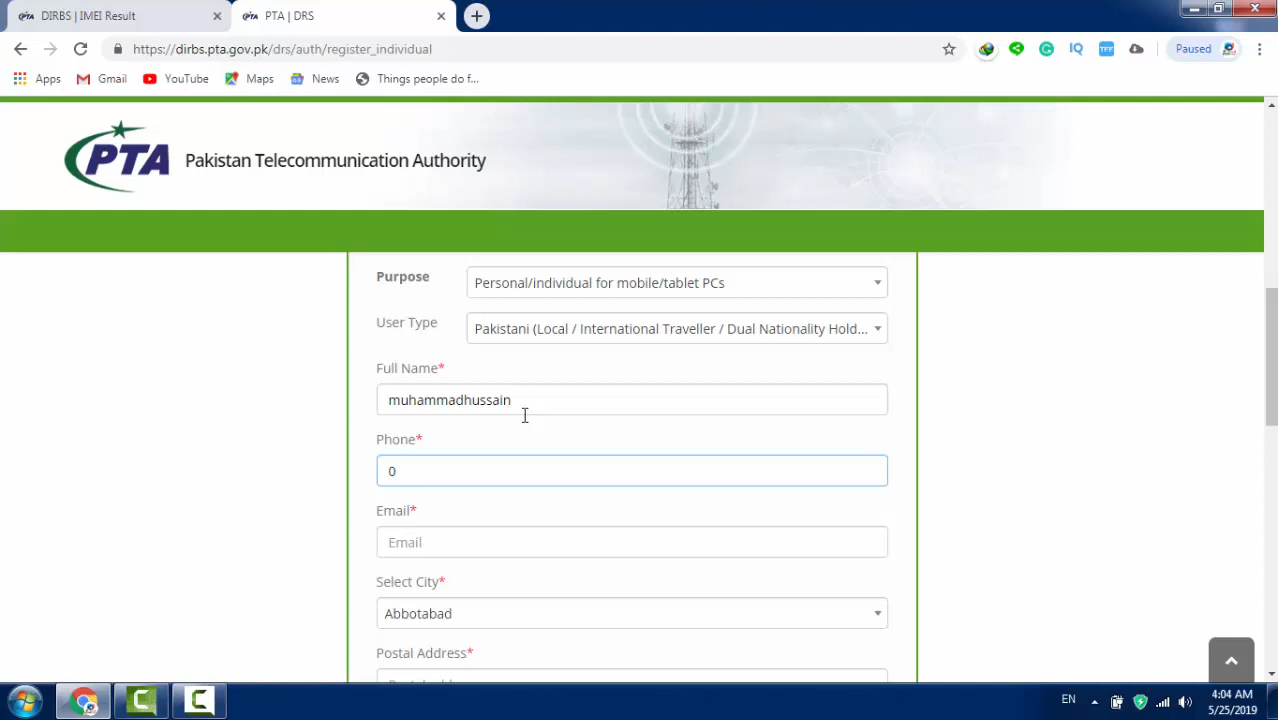 DIRBS | IMEI Result
PTA | DRS
https://dirbs.pta.gov.pk/drs/auth/register_individual
IQ
TFF
Paused
Apps
Gmail
YouTube
Maps
News
Things people do f...
PTA
Pakistan Telecommunication Authority
Purpose
Personal/individual for mobile/tablet PCs
User Type
Pakistani (Local / International Traveller / Dual Nationality Hold...
Full Name*
muhammadhussain
Phone*
0
Email*
Email
Select City*
Abbotabad
Postal Address*
EN
4:04 AM
5/25/2019